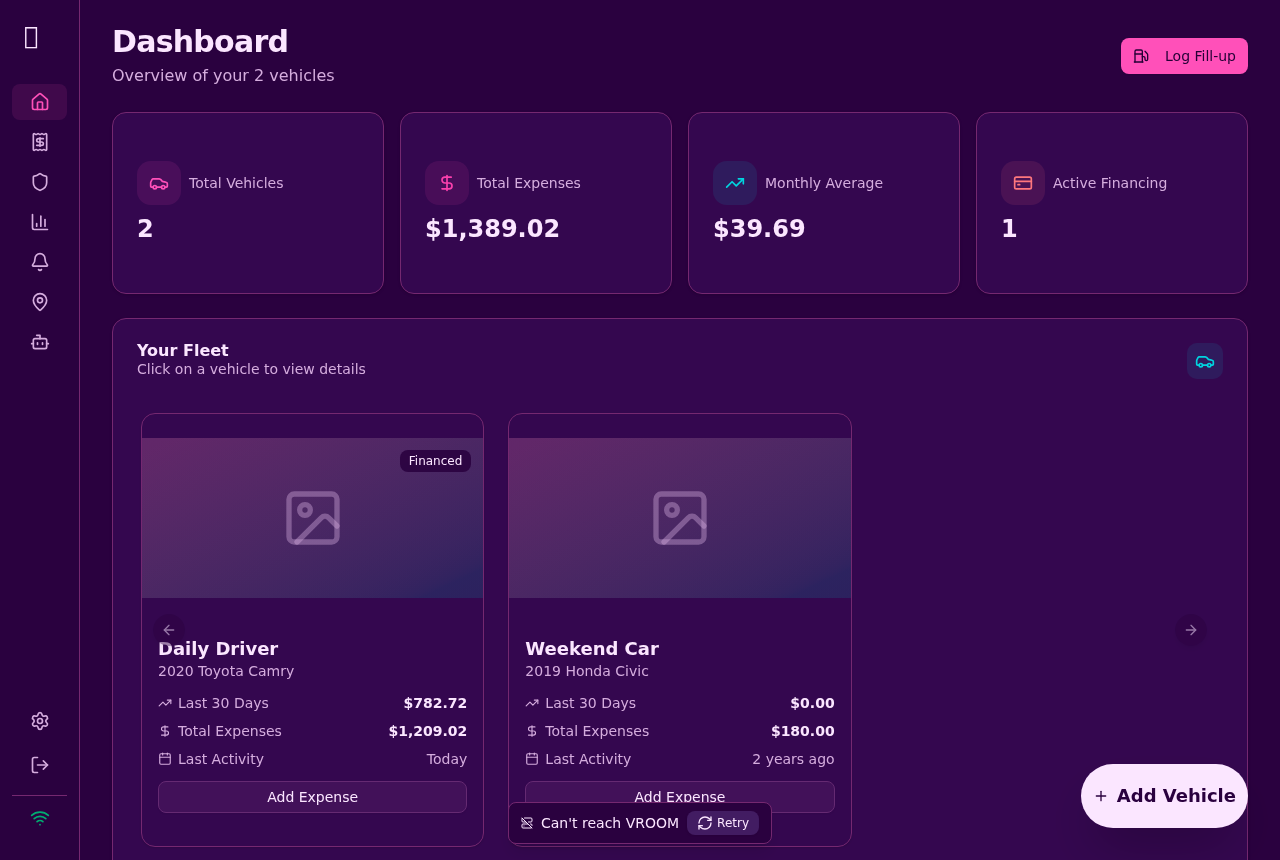 Dashboard
Overview of your 2 vehicles
Log Fill-up
Total Vehicles
2
Total Expenses
$1,389.02
Monthly Average
$39.69
Active Financing
1
Your Fleet
Click on a vehicle to view details
Financed
Daily Driver
2020 Toyota Camry
Last 30 Days $782.72
Total Expenses $1,209.02
Last Activity Today
Add Expense
Weekend Car
2019 Honda Civic
Last 30 Days $0.00
Total Expenses $180.00
Last Activity 2 years ago
Add Expense
Can't reach VROOM Retry
Add Vehicle